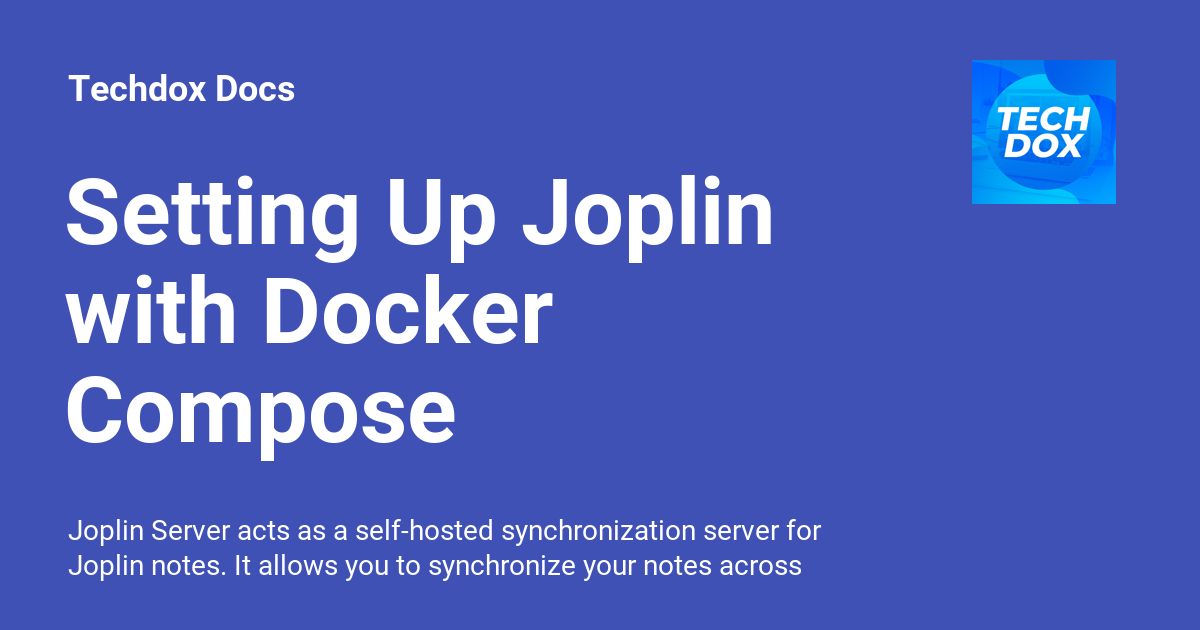 Techdox Docs
TECH
DOX
Setting Up Joplin
with Docker
Compose
Joplin Server acts as a self-hosted synchronization server for
Joplin notes. It allows you to synchronize your notes across